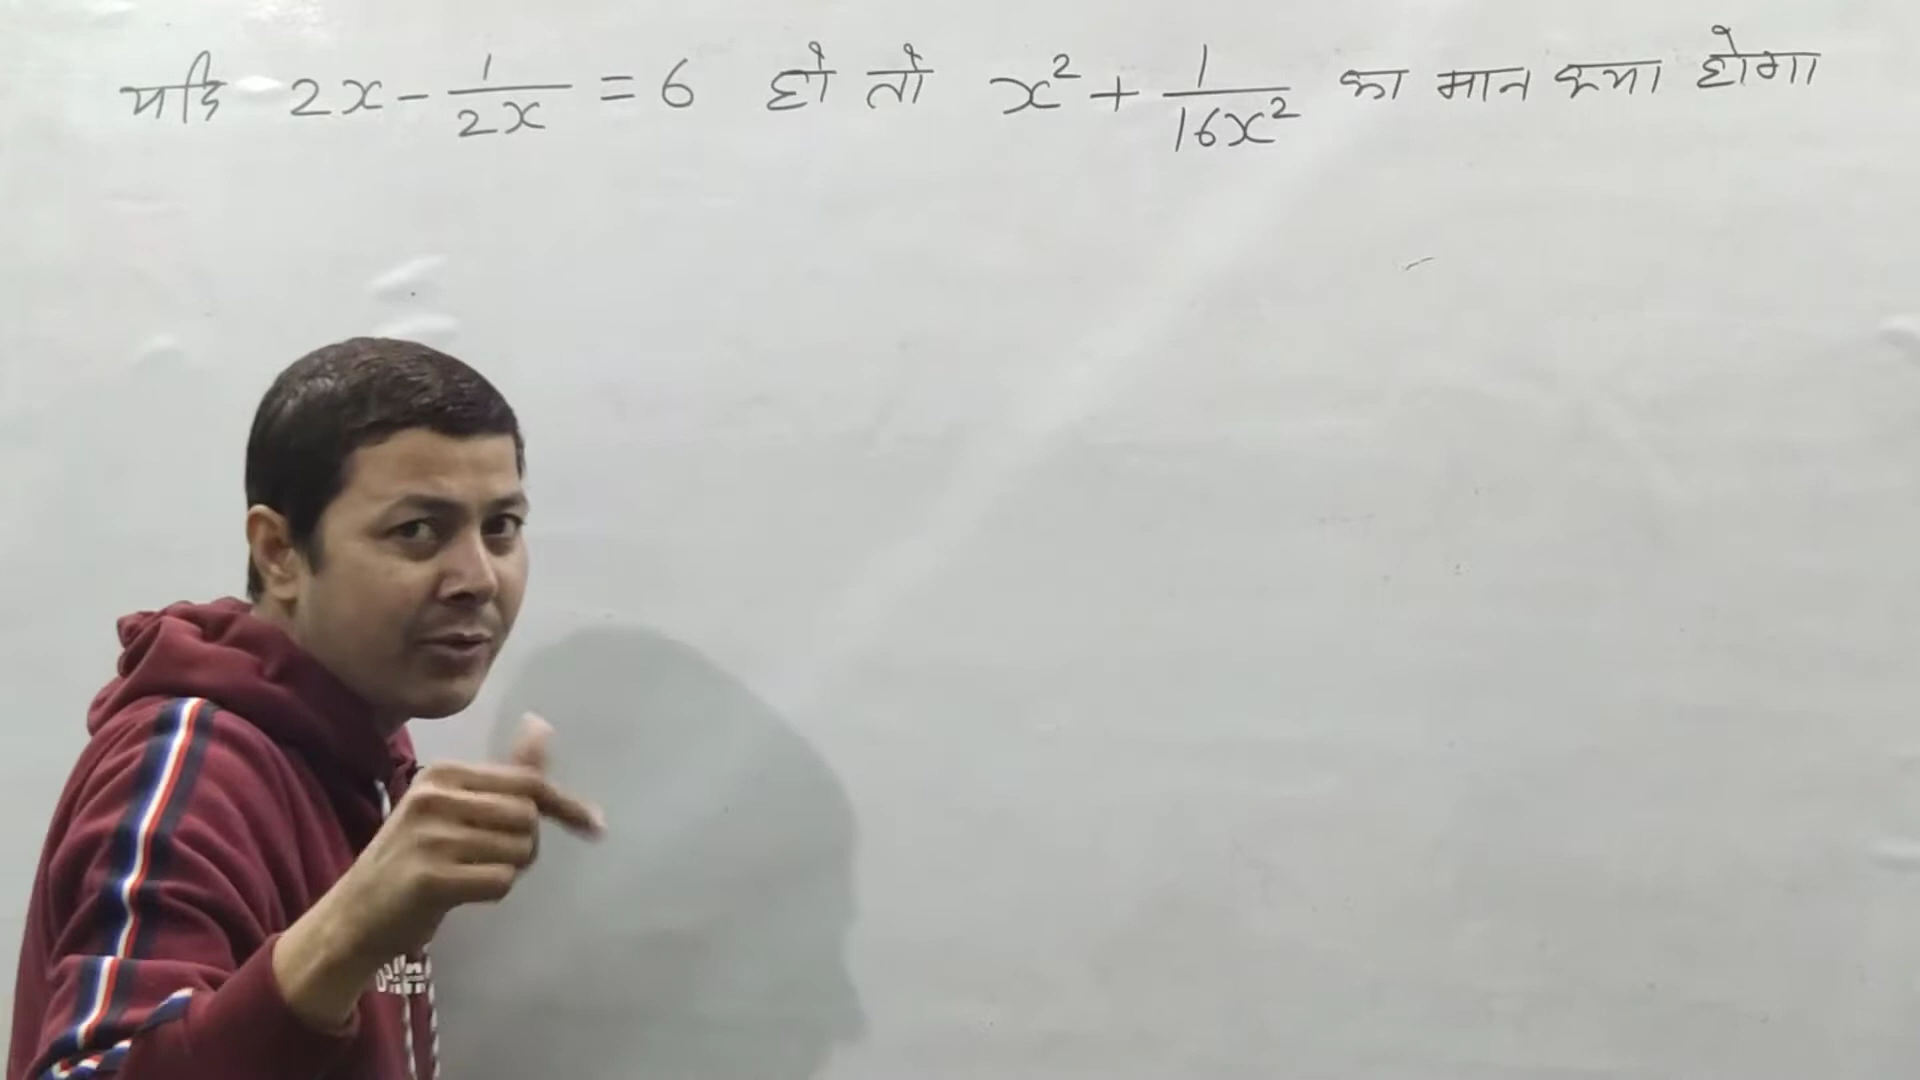 यदि 2x - 1/2x = 6 हो तो x² + 1/16x² का मान क्या होगा